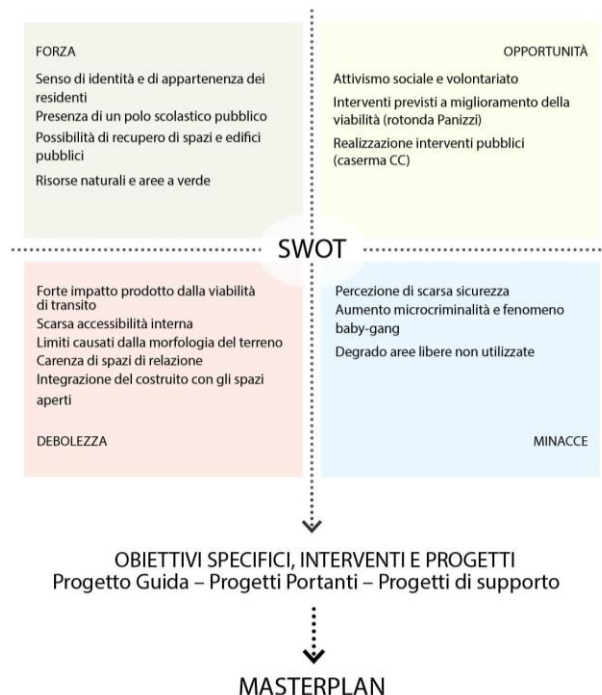 FORZA
Senso di identità e di appartenenza dei
residenti
Presenza di un polo scolastico pubblico
Possibilità di recupero di spazi e edifici
pubblici
Risorse naturali e aree a verde
OPPORTUNITÀ
Attivismo sociale e volontariato
Interventi previsti a miglioramento della
viabilità (rotonda Panizzi)
Realizzazione interventi pubblici
(caserma CC)
SWOT
Forte impatto prodotto dalla viabilità
di transito
Scarsa accessibilità interna
Limiti causati dalla morfologia del terreno
Carenza di spazi di relazione
Integrazione del costruito con gli spazi
aperti
DEBOLEZZA
Percezione di scarsa sicurezza
Aumento microcriminalità e fenomeno
baby-gang
Degrado aree libere non utilizzate
MINACCE
OBIETTIVI SPECIFICI, INTERVENTI E PROGETTI
Progetto Guida – Progetti Portanti – Progetti di supporto
MASTERPLAN